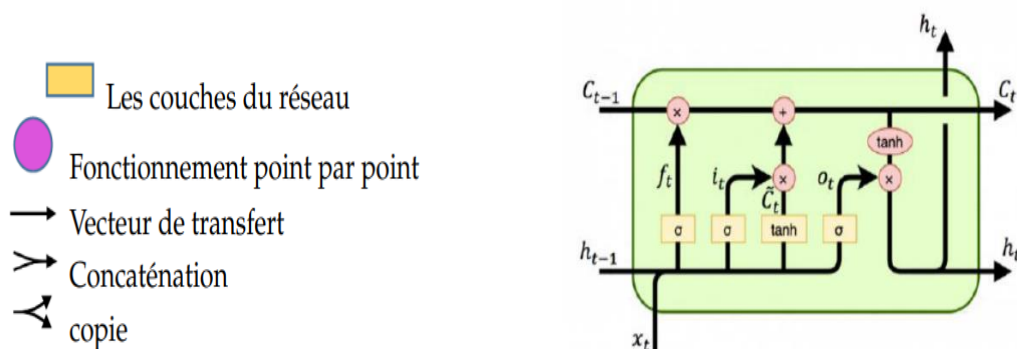 Les couches du réseau
Fonctionnement point par point
Vecteur de transfert
Concaténation
copie
h_t
C_{t-1}
C_t
×
+
tanh
f_t
i_t
×
o_t
×
C̃_t
σ
σ
tanh
σ
h_{t-1}
h_t
x_t